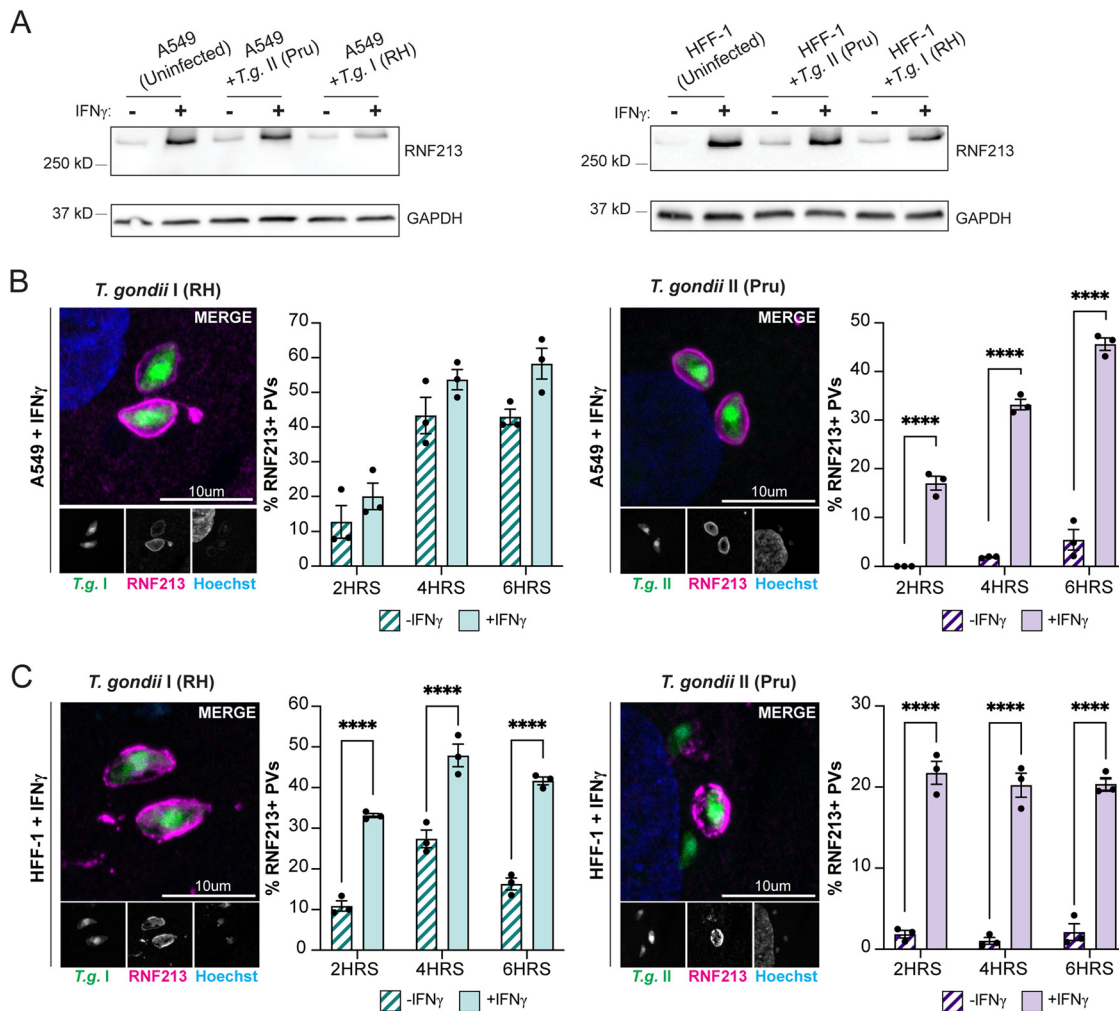 A
A549
(Uninfected)
A549
+T.g. II (Pru)
A549
+T.g. I (RH)
IFNγ:
- + - + - +
250 kD
RNF213
37 kD
GAPDH
HFF-1
(Uninfected)
HFF-1
+T.g. II (Pru)
HFF-1
+T.g. I (RH)
IFNγ:
- + - + - +
250 kD
RNF213
37 kD
GAPDH
B
T. gondii I (RH)
A549 + IFNγ
MERGE
10um
T.g. I RNF213 Hoechst
% RNF213+ PVs
70
60
50
40
30
20
10
0
2HRS 4HRS 6HRS
-IFNγ +IFNγ
T. gondii II (Pru)
A549 + IFNγ
MERGE
10um
T.g. II RNF213 Hoechst
% RNF213+ PVs
50
40
30
20
10
0
**** **** ****
2HRS 4HRS 6HRS
-IFNγ +IFNγ
C
T. gondii I (RH)
HFF-1 + IFNγ
MERGE
10um
T.g. I RNF213 Hoechst
% RNF213+ PVs
60
50
40
30
20
10
0
**** **** ****
2HRS 4HRS 6HRS
-IFNγ +IFNγ
T. gondii II (Pru)
HFF-1 + IFNγ
MERGE
10um
T.g. II RNF213 Hoechst
% RNF213+ PVs
30
20
10
0
**** **** ****
2HRS 4HRS 6HRS
-IFNγ +IFNγ